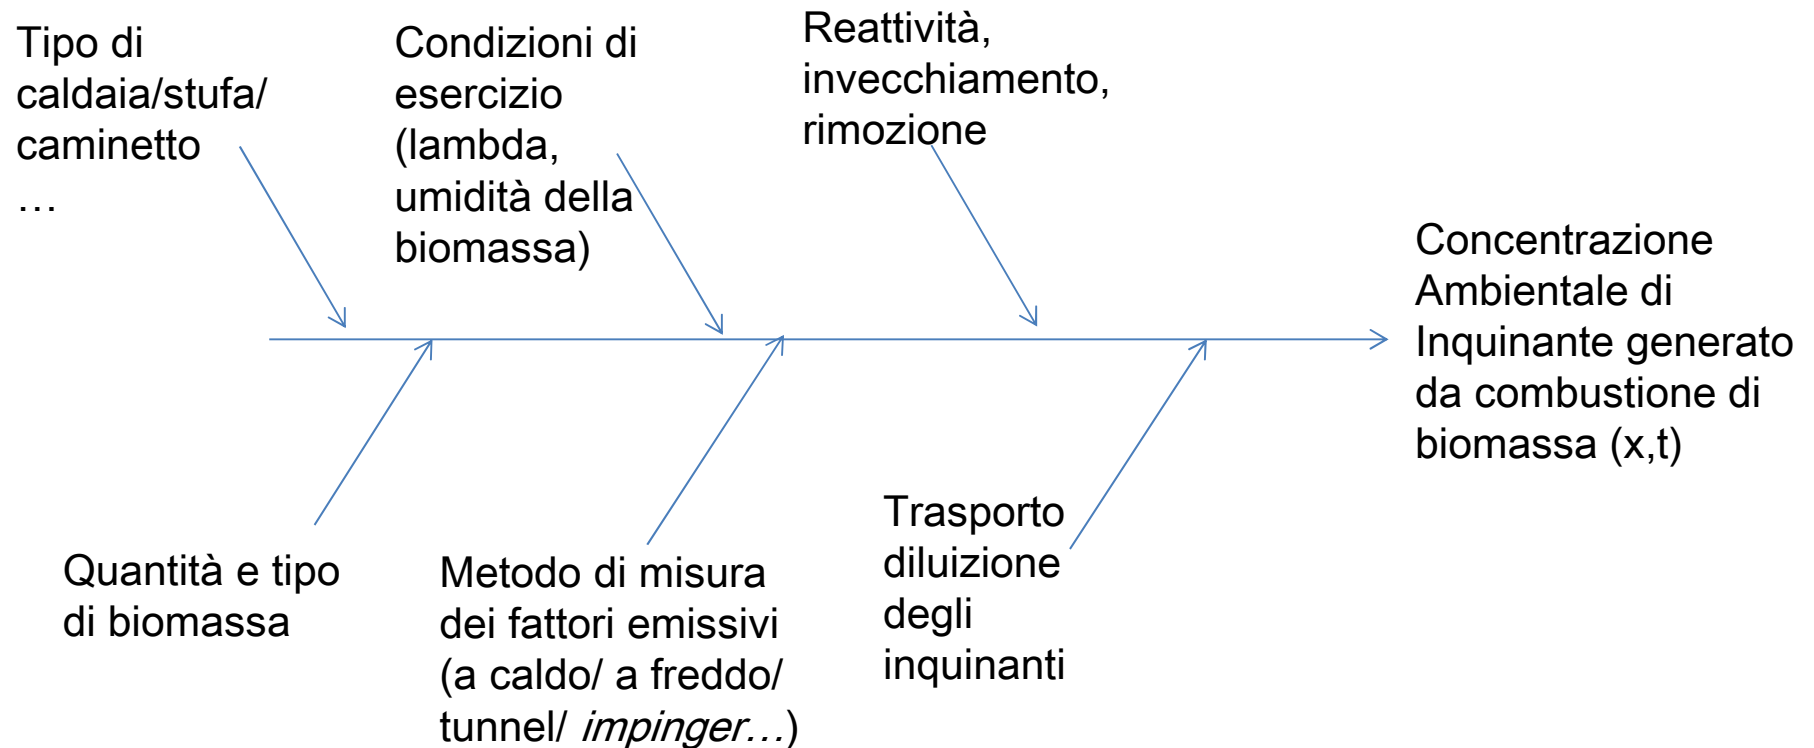 Tipo di
caldaia/stufa/
caminetto
…
Condizioni di
esercizio
(lambda,
umidità della
biomassa)
Reattività,
invecchiamento,
rimozione
Concentrazione
Ambientale di
Inquinante generato
da combustione di
biomassa (x,t)
Quantità e tipo
di biomassa
Metodo di misura
dei fattori emissivi
(a caldo/ a freddo/
tunnel/ impinger…)
Trasporto
diluizione
degli
inquinanti